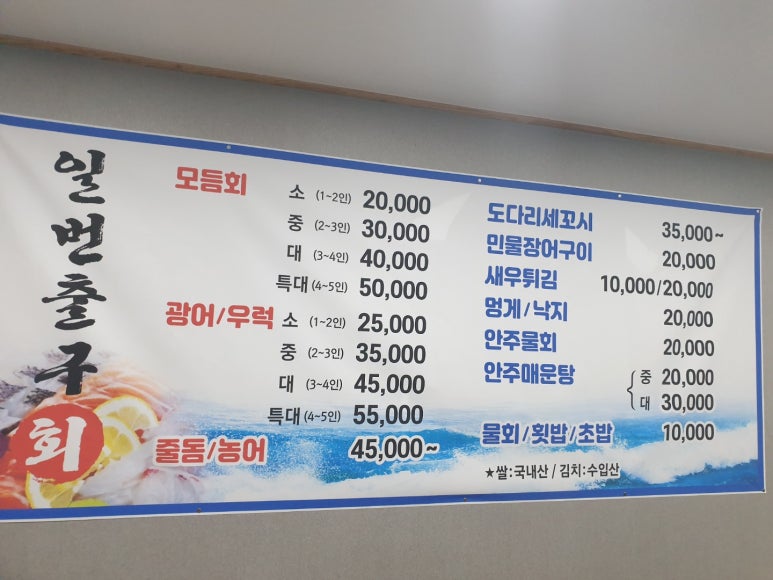 일번출구
회
모듬회 소 (1~2인) 20,000
중 (2~3인) 30,000
대 (3~4인) 40,000
특대 (4~5인) 50,000
광어/우럭 소 (1~2인) 25,000
중 (2~3인) 35,000
대 (3~4인) 45,000
특대 (4~5인) 55,000
줄돔/농어 45,000~
도다리세꼬시 35,000~
민물장어구이 20,000
새우튀김 10,000/20,000
멍게/낙지 20,000
안주물회 20,000
안주매운탕 중 20,000
대 30,000
물회/횟밥/초밥 10,000
★쌀:국내산 / 김치:수입산